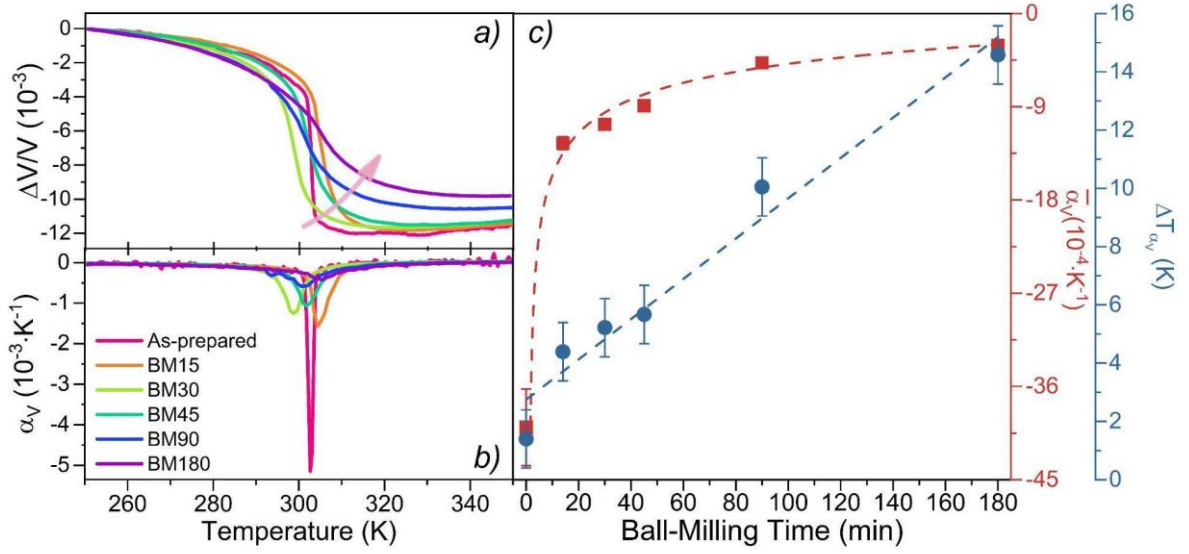 a)
ΔV/V (10⁻³)
0
-2
-4
-6
-8
-10
-12
b)
α_V (10⁻³·K⁻¹)
0
-1
-2
-3
-4
-5
As-prepared
BM15
BM30
BM45
BM90
BM180
260 280 300 320 340
Temperature (K)
c)
0 20 40 60 80 100 120 140 160 180
Ball-Milling Time (min)
0
-9
-18
-27
-36
-45
α̅_V(10⁻⁴·K⁻¹)
16
14
12
10
8
6
4
2
0
ΔT_α_V (K)